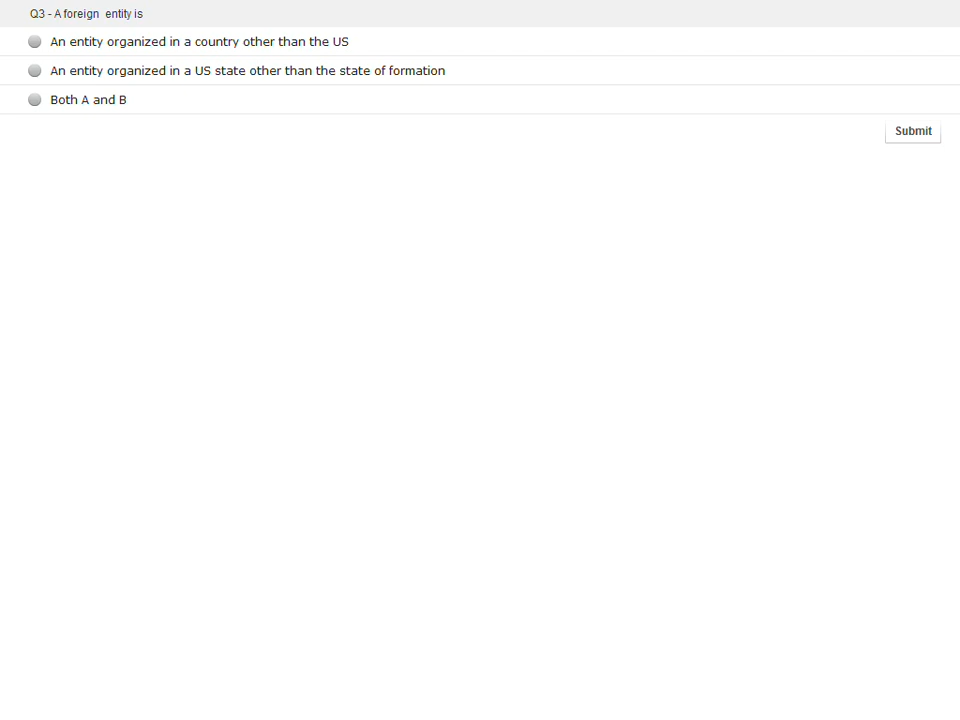 Q3 - A foreign  entity is
An entity organized in a country other than the US
An entity organized in a US state other than the state of formation
Both A and B
Submit